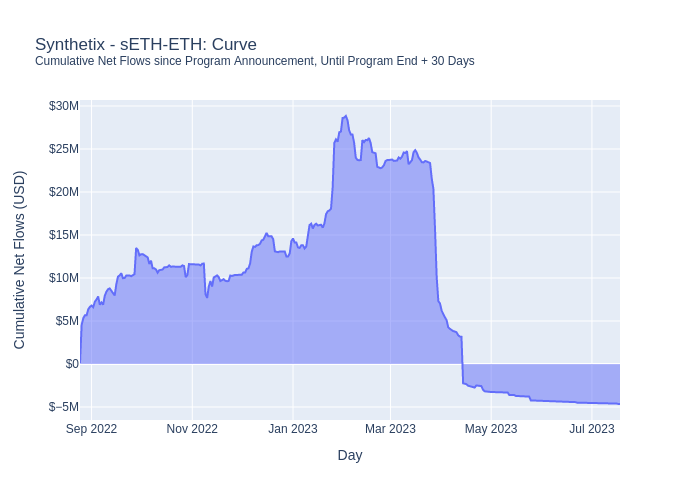 Synthetix - sETH-ETH: Curve
Cumulative Net Flows since Program Announcement, Until Program End + 30 Days
$30M
$25M
$20M
$15M
$10M
$5M
$0
$−5M
Cumulative Net Flows (USD)
Sep 2022 Nov 2022 Jan 2023 Mar 2023 May 2023 Jul 2023
Day